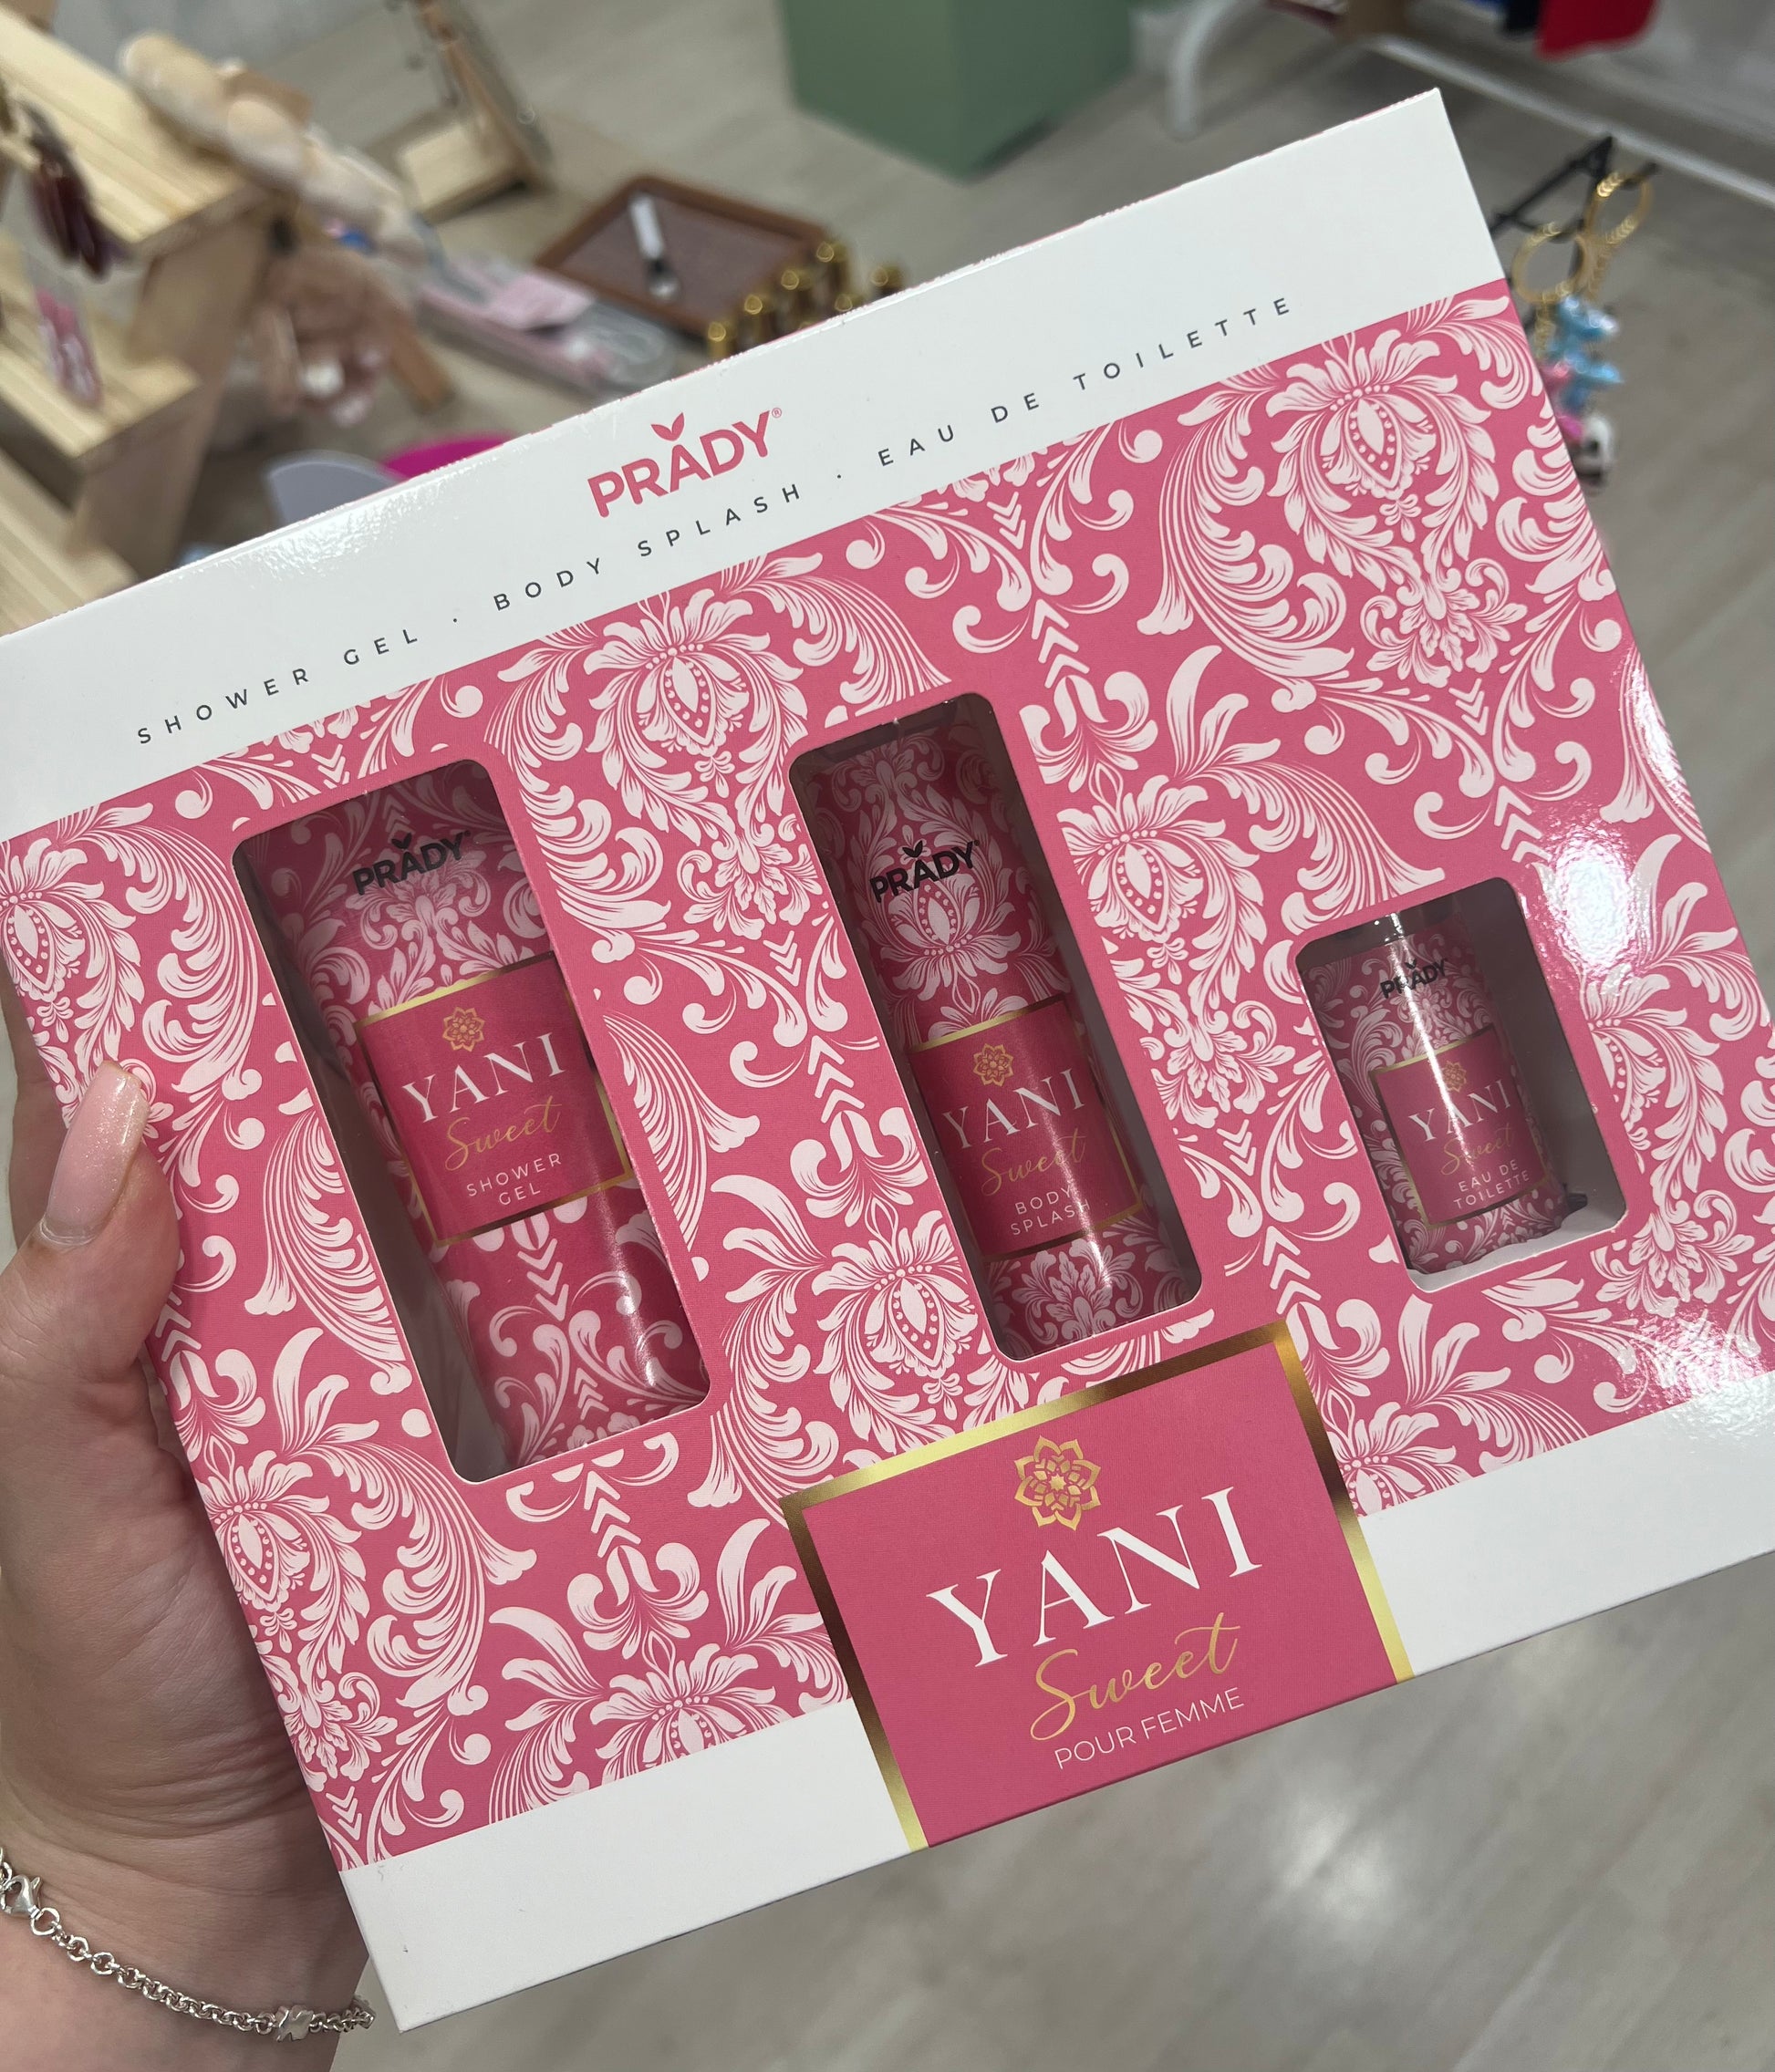 PRADY®
SHOWER GEL . BODY SPLASH . EAU DE TOILETTE
PRADY
YANI
Sweet
SHOWER
GEL
PRADY
YANI
Sweet
BODY
SPLASH
PRADY
YANI
Sweet
EAU DE
TOILETTE
YANI
Sweet
POUR FEMME